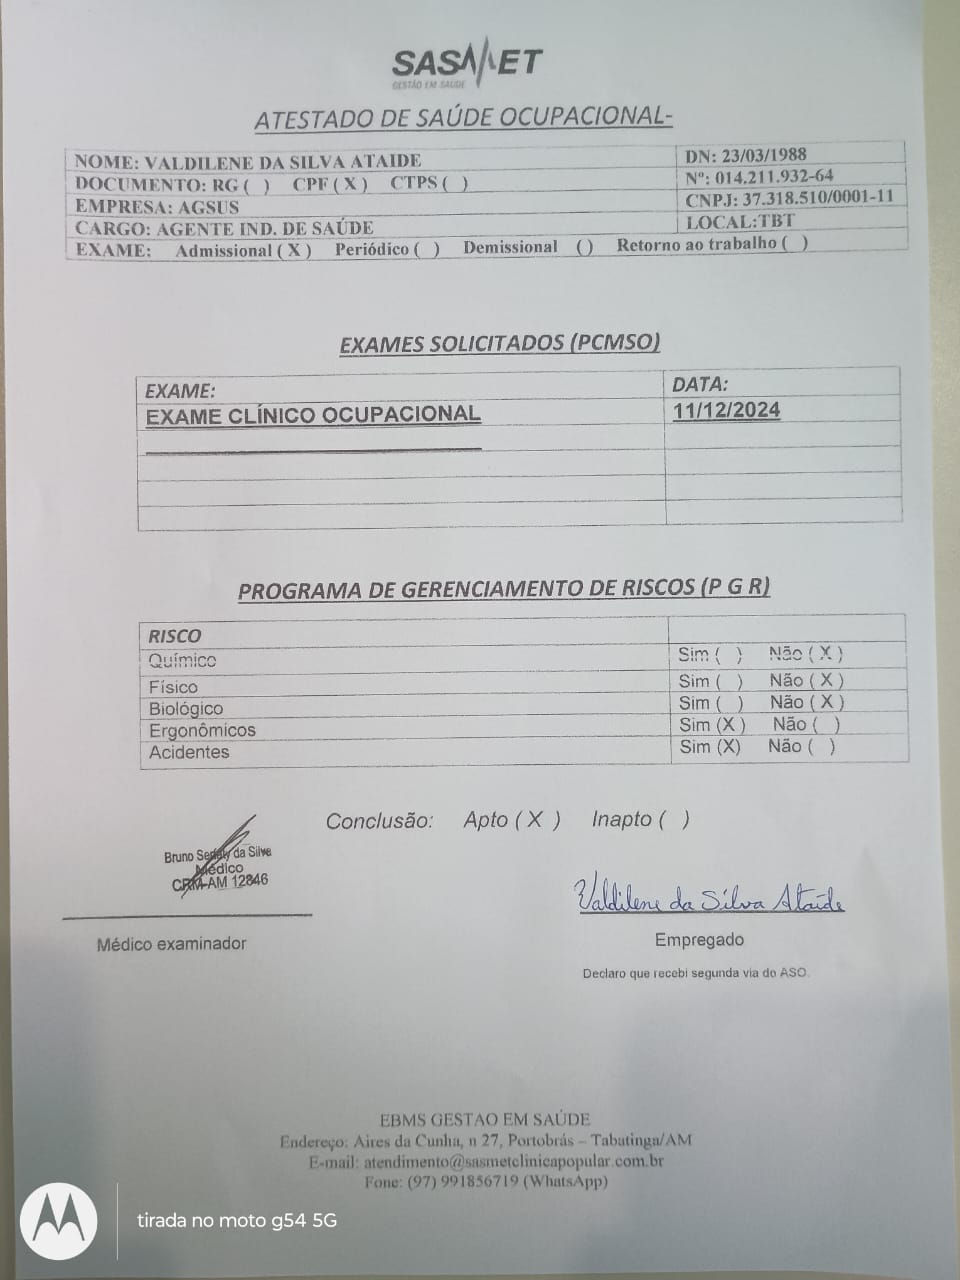 SASMET
GESTÃO EM SAÚDE
ATESTADO DE SAÚDE OCUPACIONAL-
NOME: VALDILENE DA SILVA ATAIDE DN: 23/03/1988
DOCUMENTO: RG ( ) CPF ( X ) CTPS ( ) Nº: 014.211.932-64
EMPRESA: AGSUS CNPJ: 37.318.510/0001-11
CARGO: AGENTE IND. DE SAÚDE LOCAL:TBT
EXAME: Admissional ( X ) Periódico ( ) Demissional () Retorno ao trabalho ( )
EXAMES SOLICITADOS (PCMSO)
EXAME: DATA:
EXAME CLÍNICO OCUPACIONAL 11/12/2024
PROGRAMA DE GERENCIAMENTO DE RISCOS (P G R)
RISCO
Químico Sim ( ) Não ( X )
Físico Sim ( ) Não ( X )
Biológico Sim ( ) Não ( X )
Ergonômicos Sim (X ) Não ( )
Acidentes Sim (X) Não ( )
Conclusão: Apto ( X ) Inapto ( )
Bruno da Silva
Médico
CRM-AM 12846
Valdilene da Silva Ataide
Médico examinador
Empregado
Declaro que recebi segunda via do ASO.
EBMS GESTAO EM SAÚDE
Endereço: Aires da Cunha, n 27, Portobrás – Tabatinga/AM
E-mail: atendimento@sasmetclinicapopular.com.br
Fone: (97) 991856719 (WhatsApp)
tirada no moto g54 5G